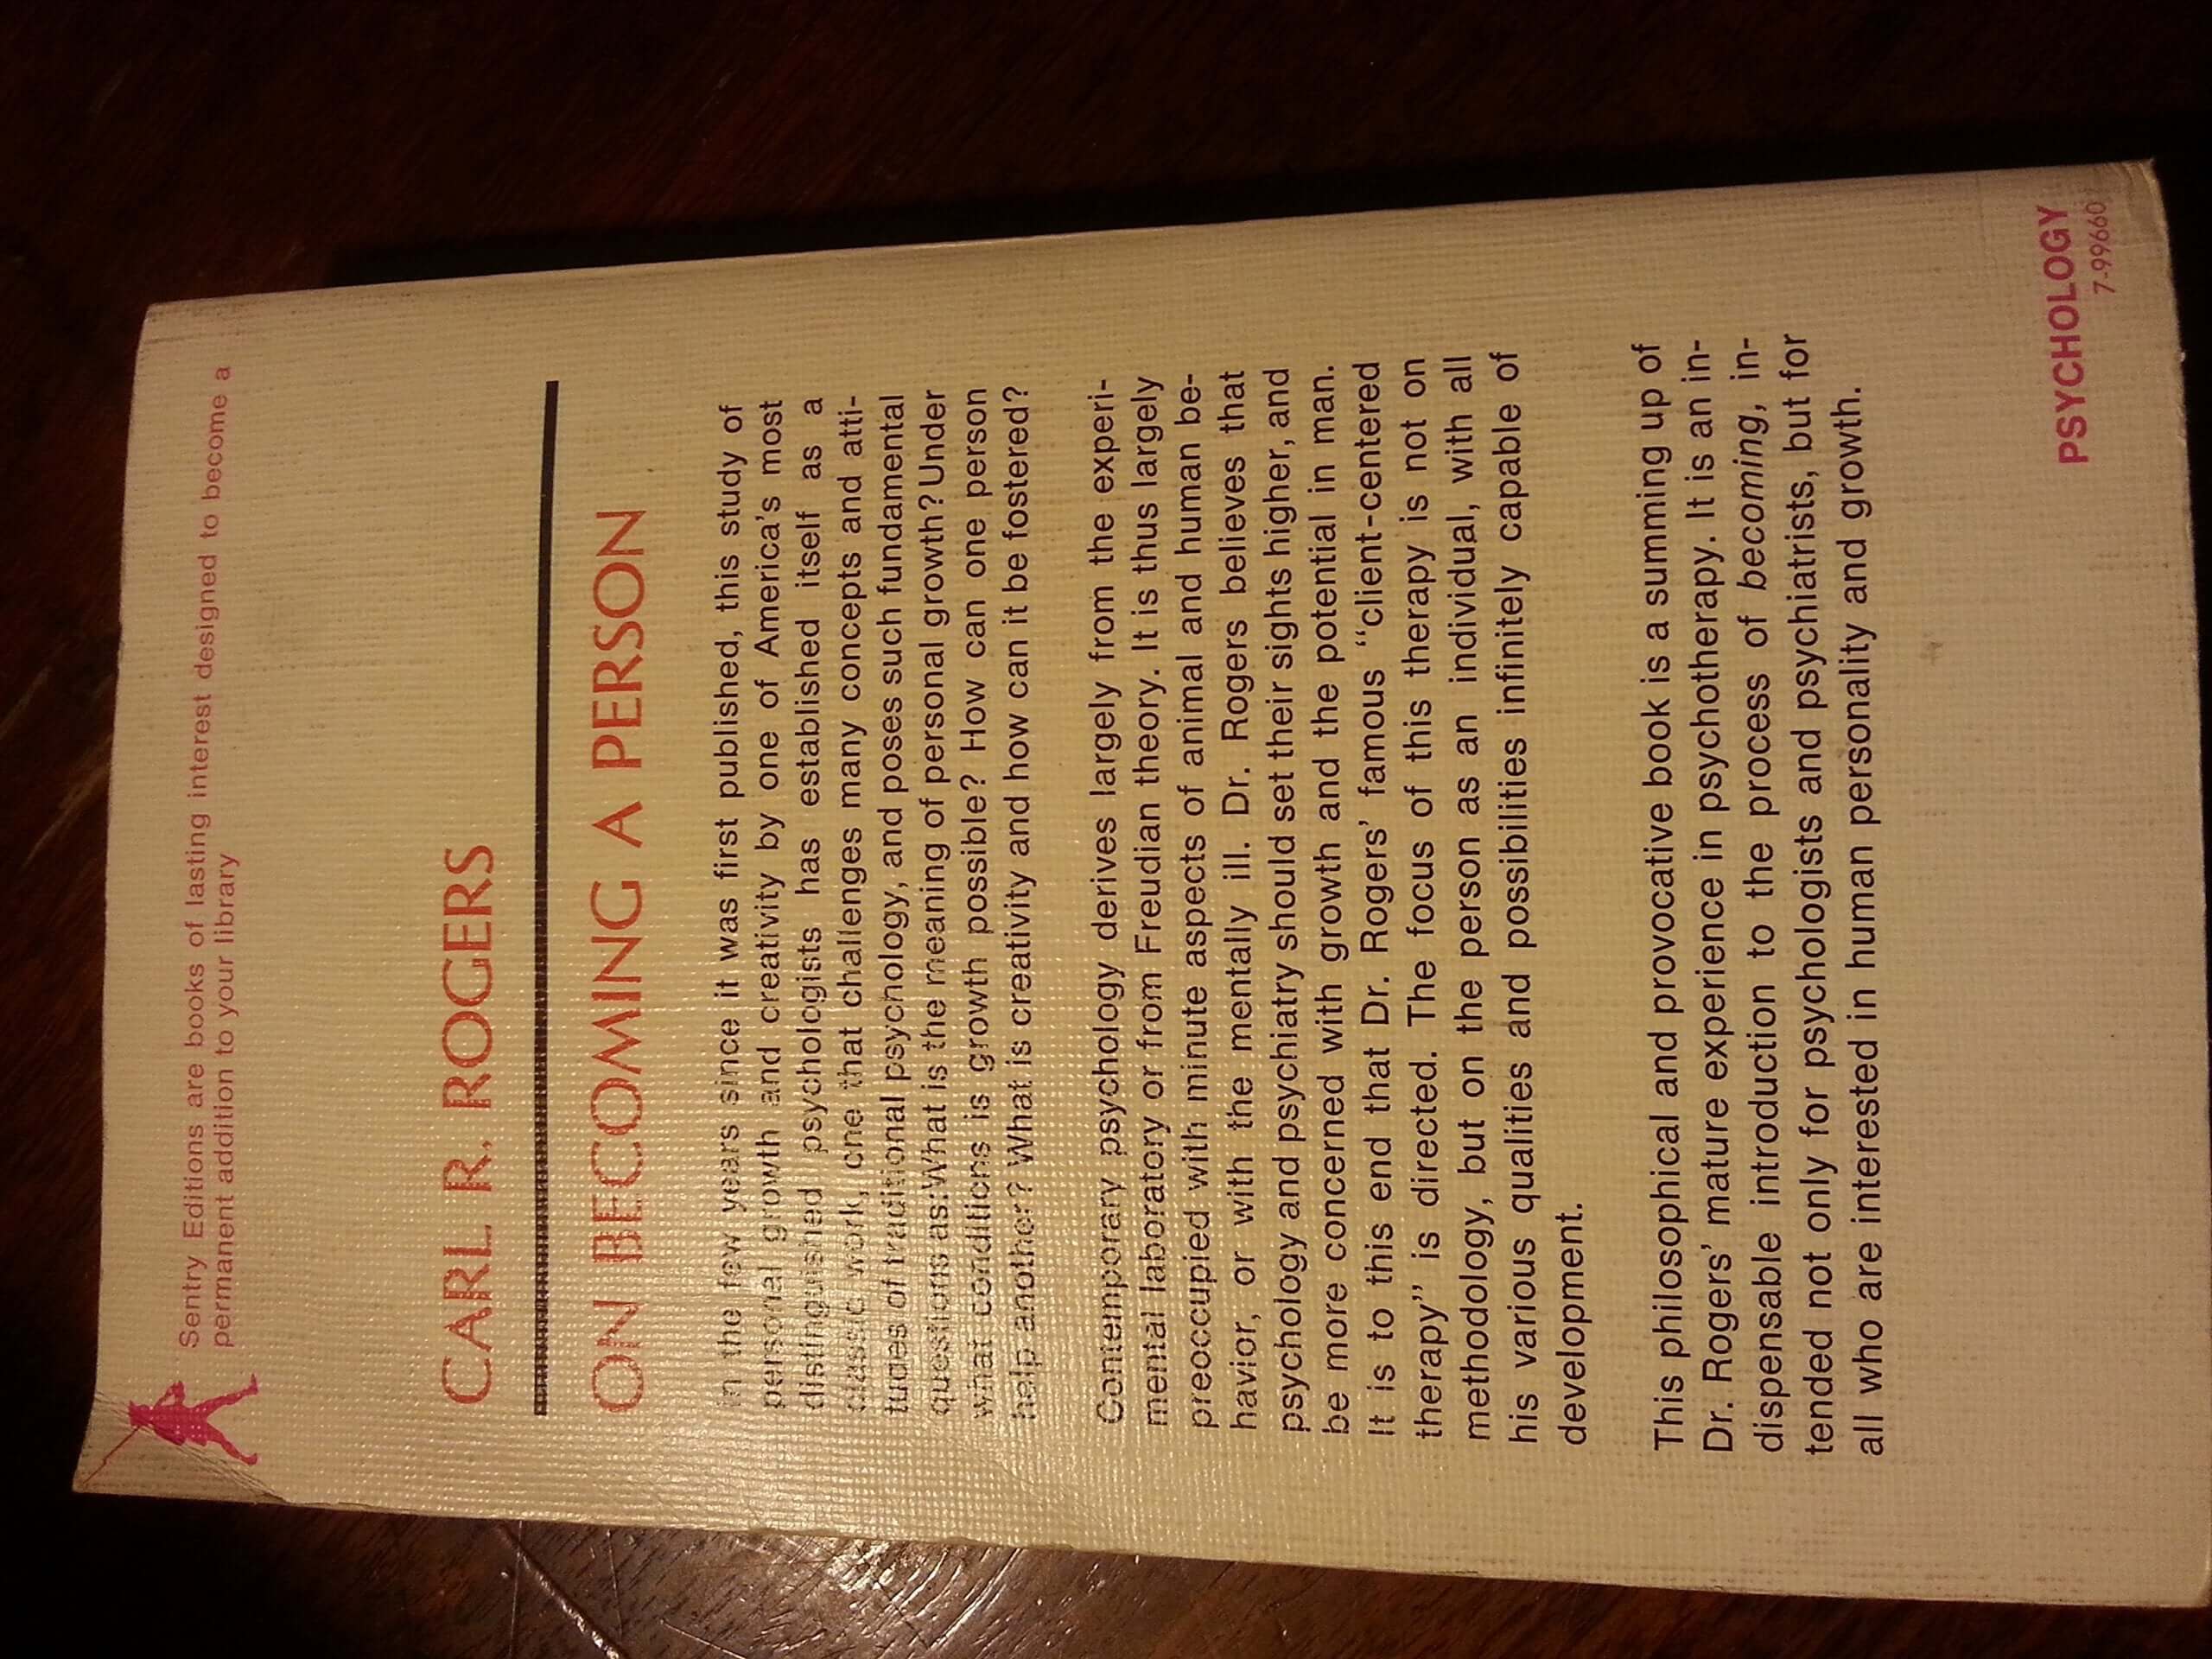 Sentry Editions are books of lasting interest designed to become a
permanent addition to your library
CARL R. ROGERS
ON BECOMING A PERSON
In the few years since it was first published, this study of
personal growth and creativity by one of America's most
distinguished psychologists has established itself as a
classic work, one that challenges many concepts and atti-
tudes of traditional psychology, and poses such fundamental
questions as: What is the meaning of personal growth? Under
what conditions is growth possible? How can one person
help another? What is creativity and how can it be fostered?
Contemporary psychology derives largely from the experi-
mental laboratory or from Freudian theory. It is thus largely
preoccupied with minute aspects of animal and human be-
havior, or with the mentally ill. Dr. Rogers believes that
psychology and psychiatry should set their sights higher, and
be more concerned with growth and the potential in man.
It is to this end that Dr. Rogers' famous "client-centered
therapy" is directed. The focus of this therapy is not on
methodology, but on the person as an individual, with all
his various qualities and possibilities infinitely capable of
development.
This philosophical and provocative book is a summing up of
Dr. Rogers' mature experience in psychotherapy. It is an in-
dispensable introduction to the process of becoming, in-
tended not only for psychologists and psychiatrists, but for
all who are interested in human personality and growth.
PSYCHOLOGY
7-99660